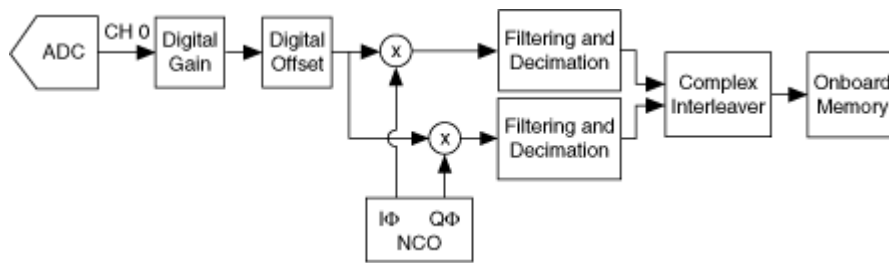 ADC
CH 0
Digital
Gain
Digital
Offset
x
Filtering and
Decimation
Complex
Interleaver
Onboard
Memory
x
Filtering and
Decimation
IΦ QΦ
NCO